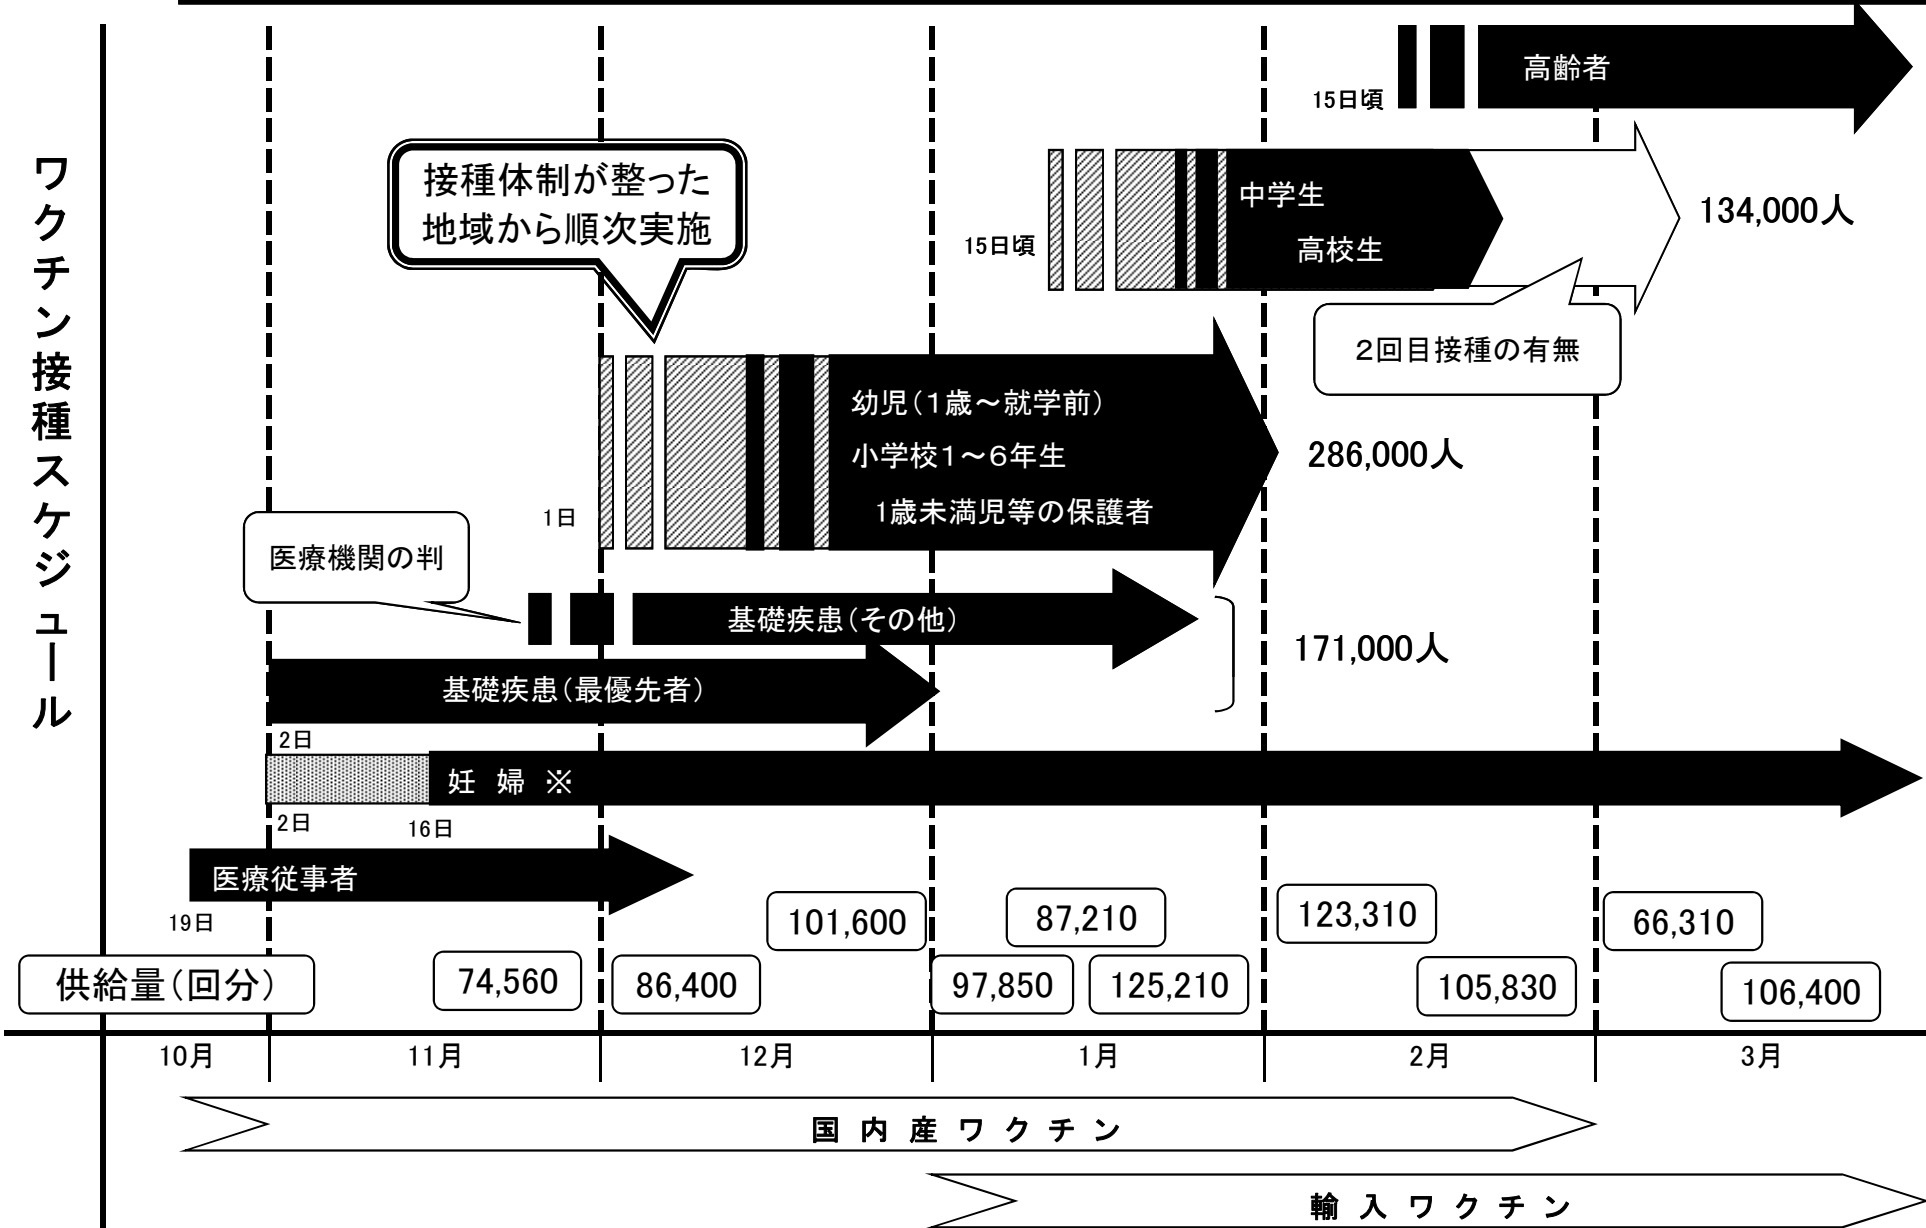 ワクチン接種スケジュール
高齢者
15日頃
接種体制が整った
地域から順次実施
中学生
高校生
15日頃
134,000人
2回目接種の有無
幼児(1歳～就学前)
小学校1～6年生
1歳未満児等の保護者
1日
286,000人
医療機関の判
基礎疾患(その他)
171,000人
基礎疾患(最優先者)
2日
妊 婦 ※
2日
16日
医療従事者
19日
供給量(回分)
74,560
86,400
101,600
97,850
87,210
125,210
123,310
105,830
66,310
106,400
10月
11月
12月
1月
2月
3月
国 内 産 ワ ク チ ン
輸 入 ワ ク チ ン